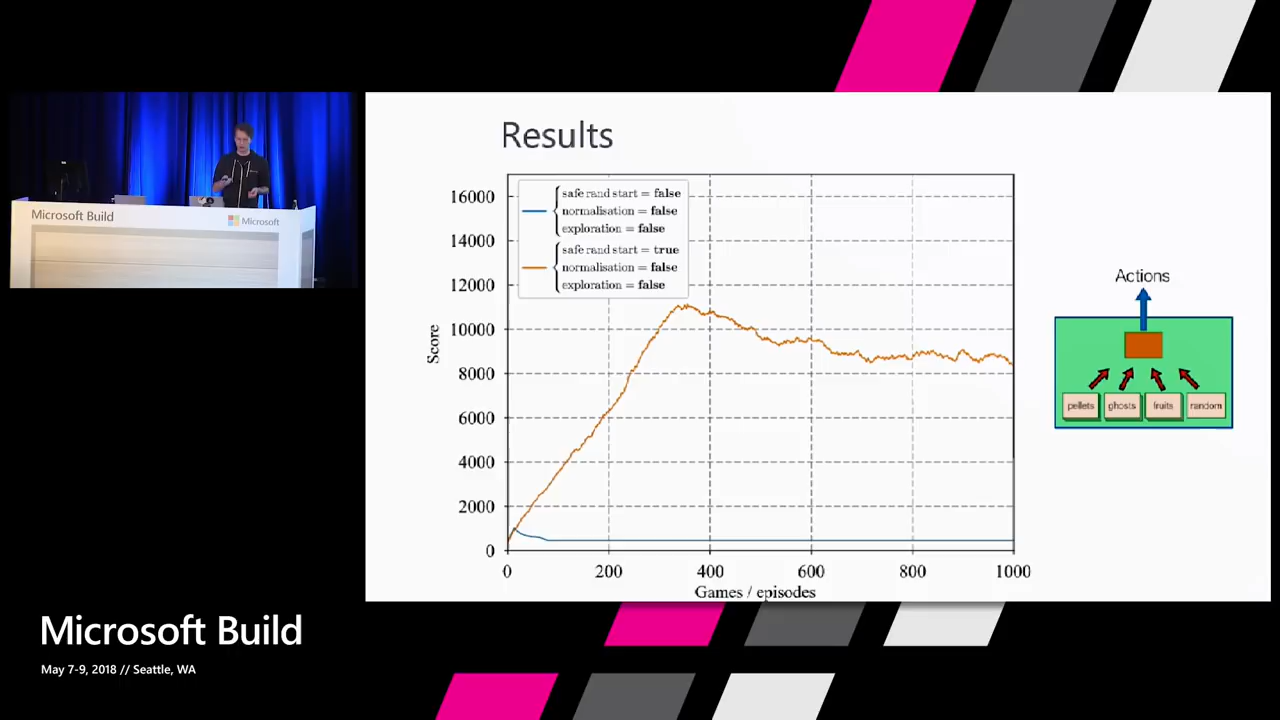 Microsoft Build
Microsoft
Results
safe rand start = false
normalisation = false
exploration = false
safe rand start = true
normalisation = false
exploration = false
16000
14000
12000
10000
8000
6000
4000
2000
0
Score
0 200 400 600 800 1000
Games / episodes
Actions
pellets ghosts fruits random
Microsoft Build
May 7-9, 2018 // Seattle, WA